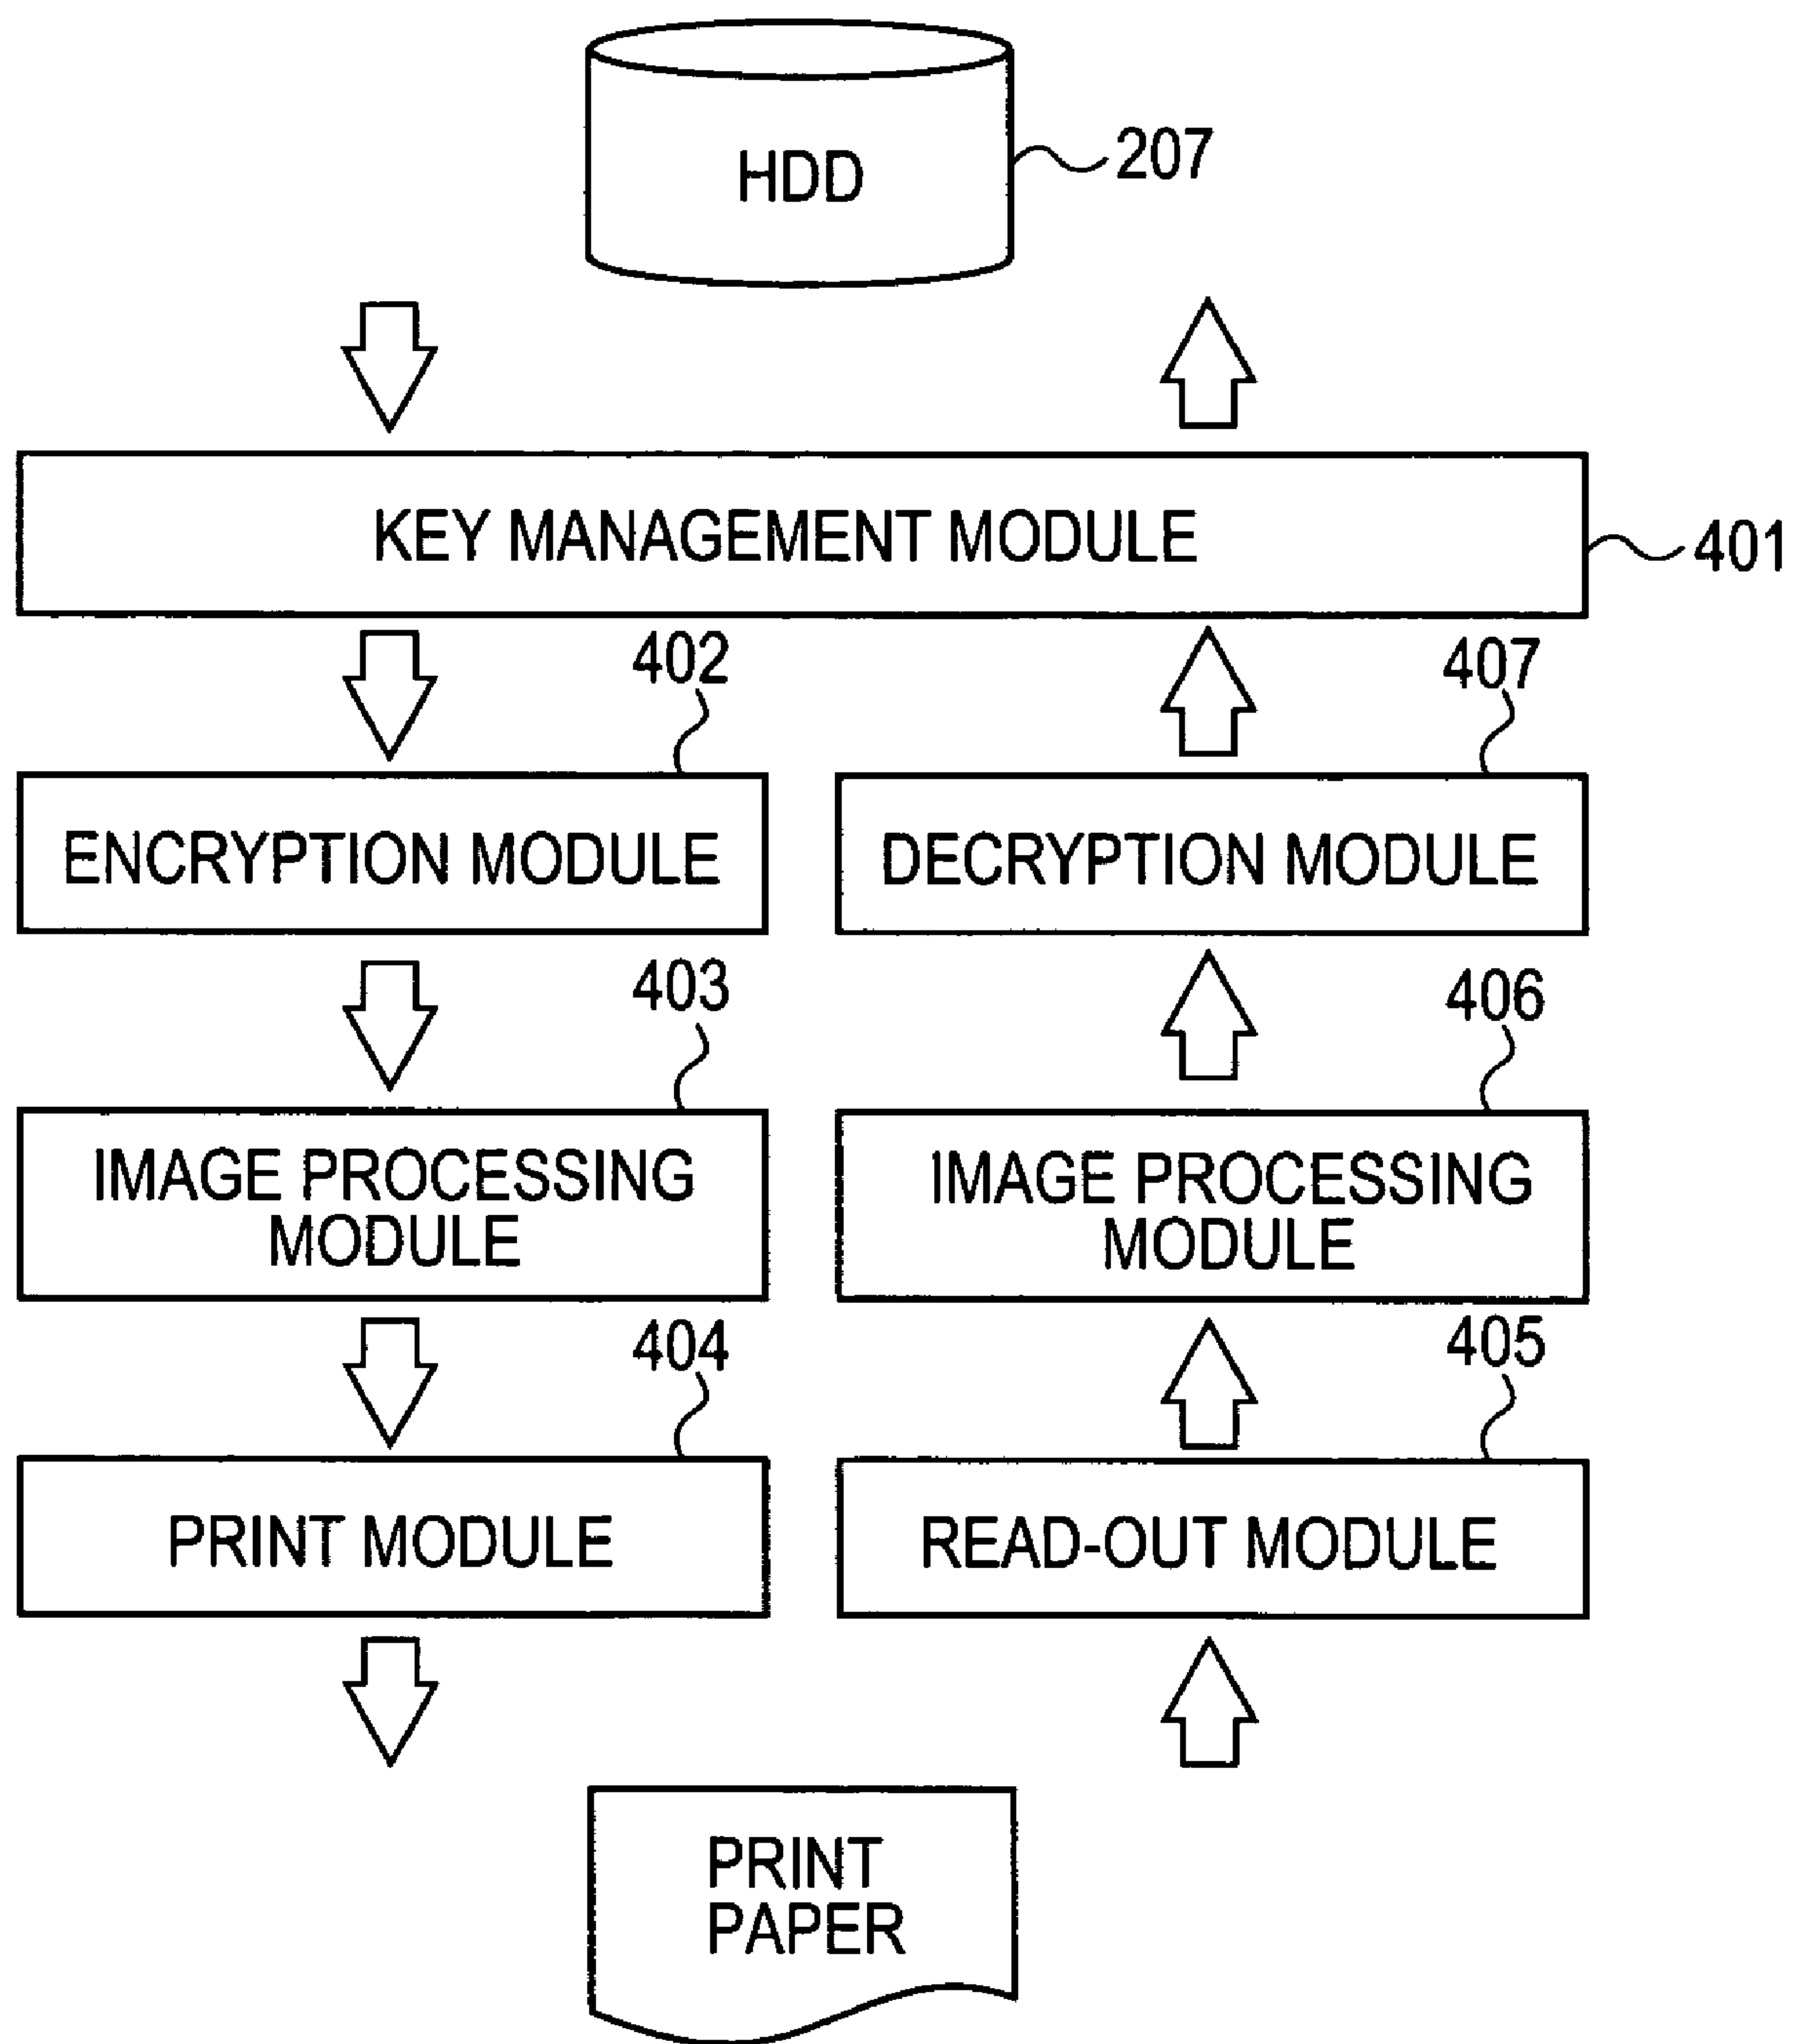 HDD
207
KEY MANAGEMENT MODULE
401
402
407
ENCRYPTION MODULE
DECRYPTION MODULE
403
406
IMAGE PROCESSING
MODULE
IMAGE PROCESSING
MODULE
404
405
PRINT MODULE
READ-OUT MODULE
PRINT
PAPER